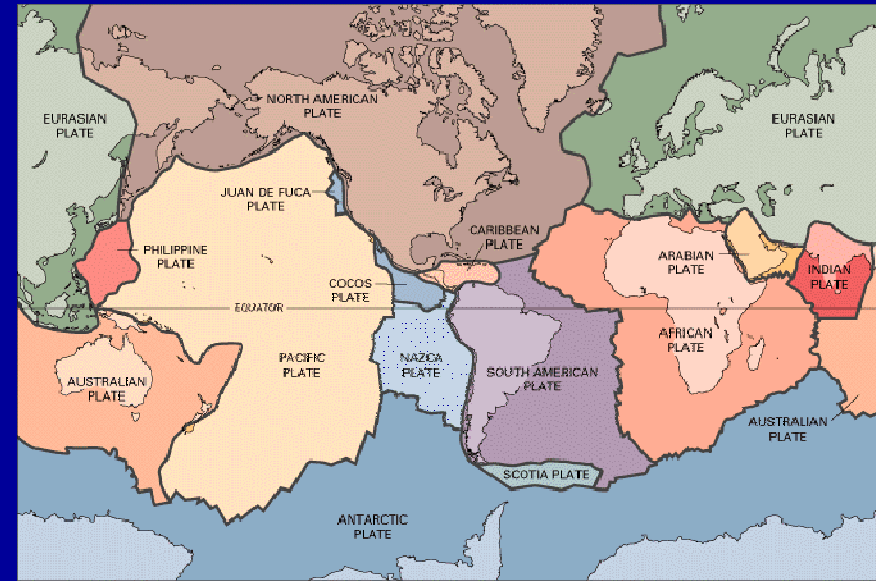 NORTH AMERICAN
PLATE
EURASIAN
PLATE
EURASIAN
PLATE
JUAN DE FUCA
PLATE
CARIBBEAN
PLATE
PHILIPPINE
PLATE
ARABIAN
PLATE
INDIAN
PLATE
COCOS
PLATE
EQUATOR
AFRICAN
PLATE
PACIFIC
PLATE
NAZCA
PLATE
SOUTH AMERICAN
PLATE
AUSTRALIAN
PLATE
AUSTRALIAN
PLATE
SCOTIA PLATE
ANTARCTIC
PLATE